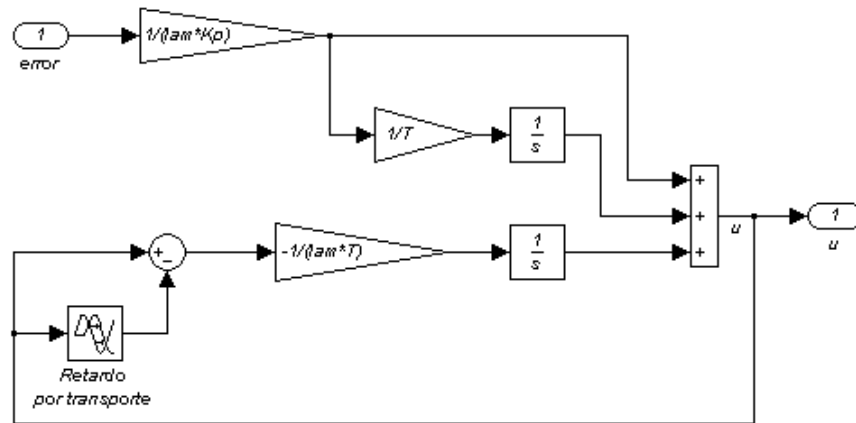 1
error
1/(lam*Kp)
1/T
1
s
+
+
+
u
1
u
+
-
-1/(lam*T)
1
s
Retardo
por transporte